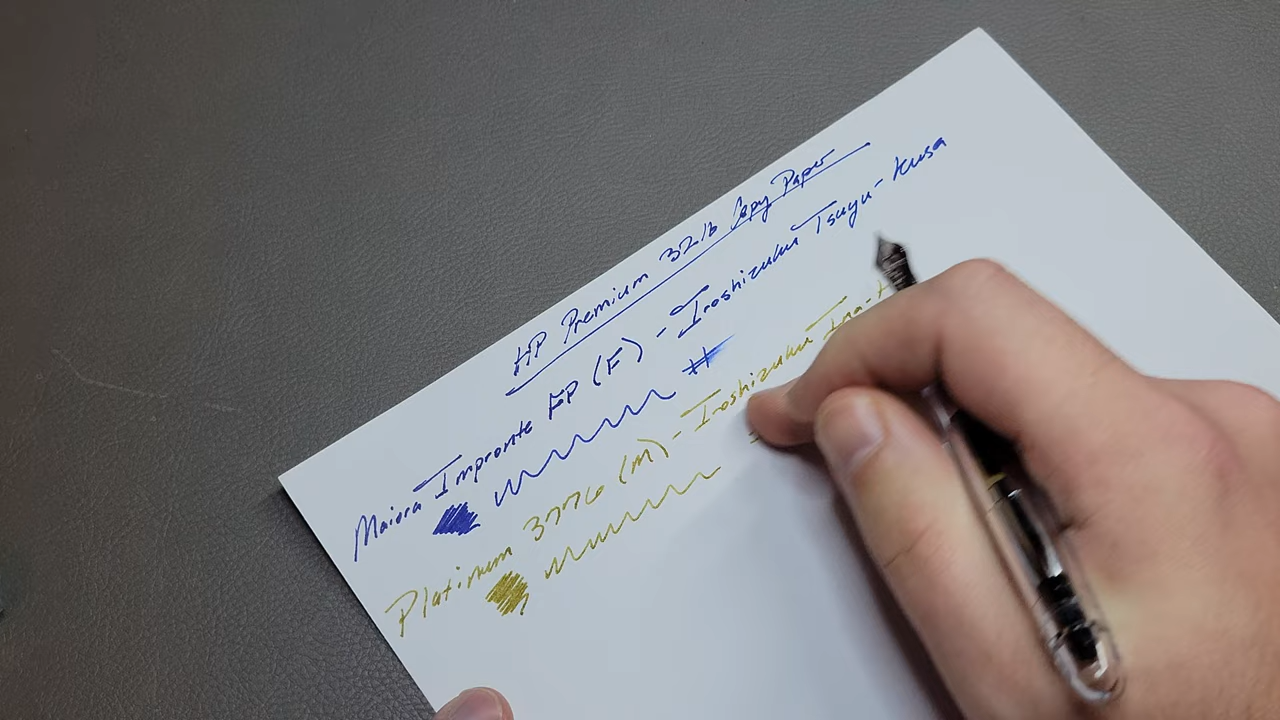 HP Premium 32lb Copy Paper
Maiora Impronte FP (F) - Iroshizuku Tsuyu-kusa
#
Platinum 3776 (M) - Iroshizuku